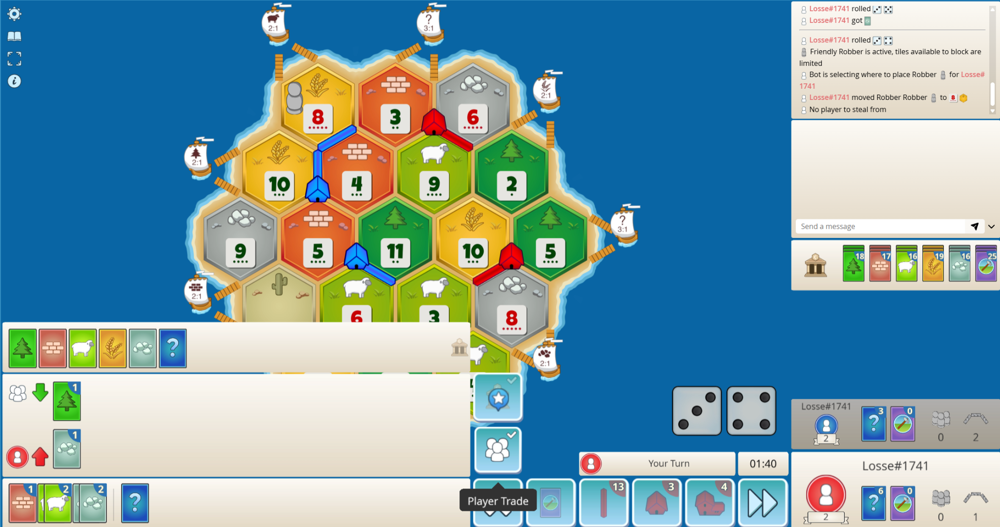 2:1
?
3:1
2:1
8
3
6
2:1
10
4
9
2
?
3:1
9
5
11
10
5
2:1
6
3
8
2:1
Losse#1741 rolled
Losse#1741 got
Losse#1741 rolled
Friendly Robber is active, tiles available to block are
limited
Bot is selecting where to place Robber for Losse#
1741
Losse#1741 moved Robber Robber to 8
No player to steal from
Send a message
18 17 16 19 16 25
?
1
1
1 2 2 ?
Player Trade
Your Turn 01:40
13 3 4
Losse#1741
2 ? 3 0 0 2
Losse#1741
2 ? 6 0 0 1